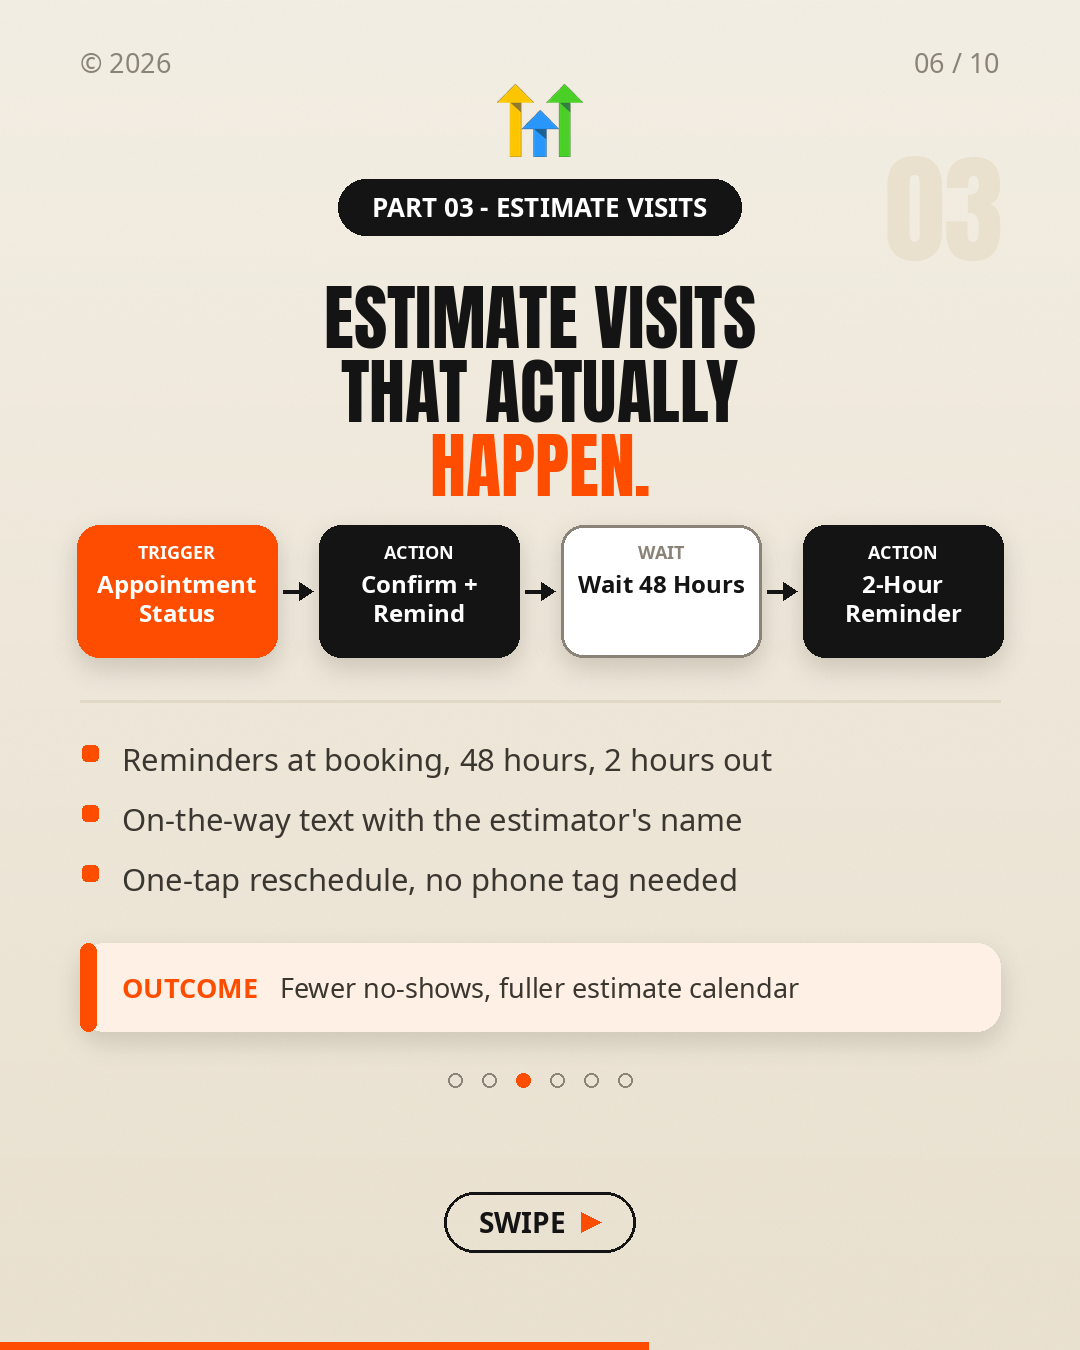 © 2026
06 / 10
PART 03 - ESTIMATE VISITS
03
ESTIMATE VISITS
THAT ACTUALLY
HAPPEN.
TRIGGER
Appointment
Status
ACTION
Confirm +
Remind
WAIT
Wait 48 Hours
ACTION
2-Hour
Reminder
Reminders at booking, 48 hours, 2 hours out
On-the-way text with the estimator's name
One-tap reschedule, no phone tag needed
OUTCOME Fewer no-shows, fuller estimate calendar
SWIPE